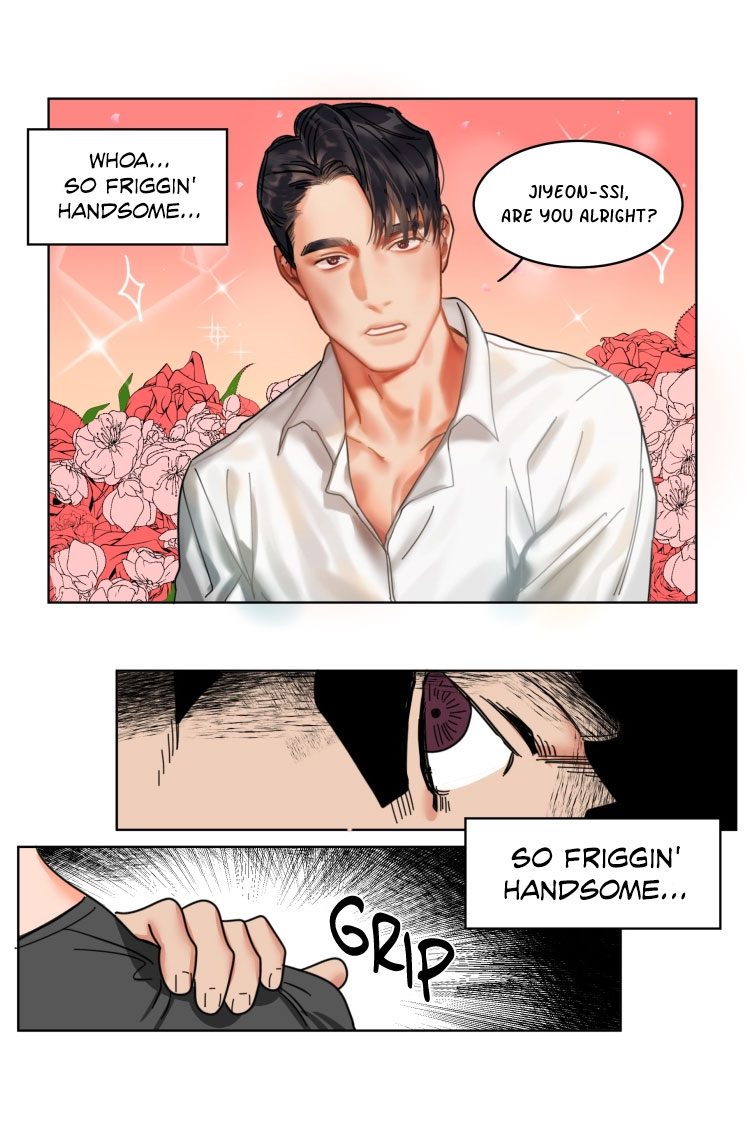 WHOA...
SO FRIGGIN'
HANDSOME...
JIYEON-SSI,
ARE YOU ALRIGHT?
SO FRIGGIN'
HANDSOME...
GRIP